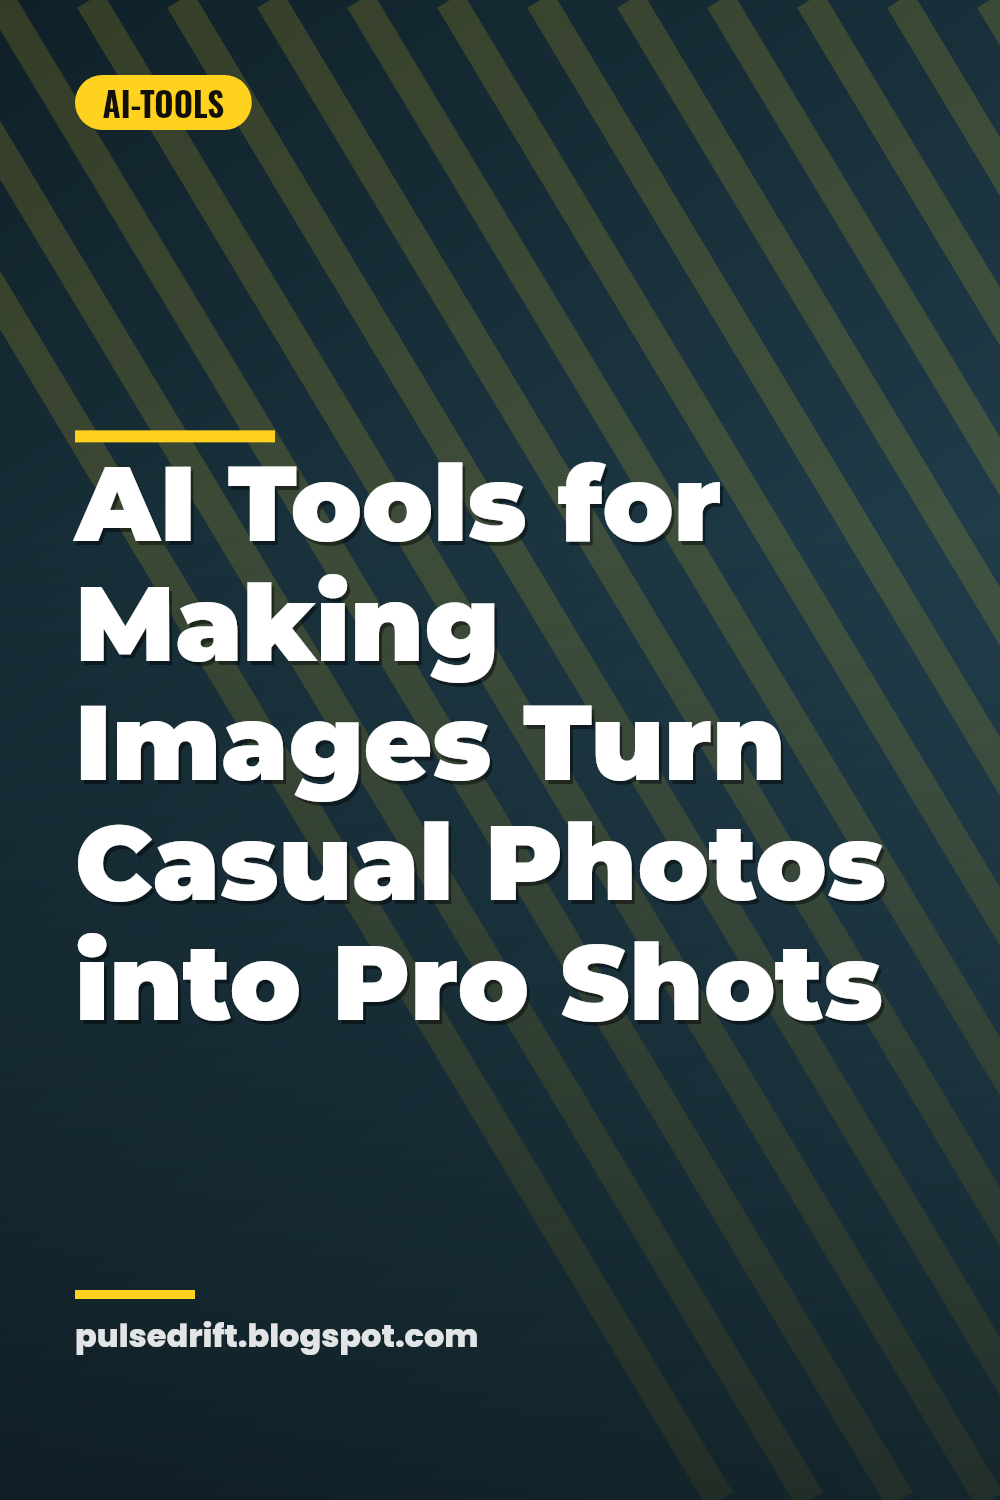 AI-TOOLS
AI Tools for
Making
Images Turn
Casual Photos
into Pro Shots
pulsedrift.blogspot.com